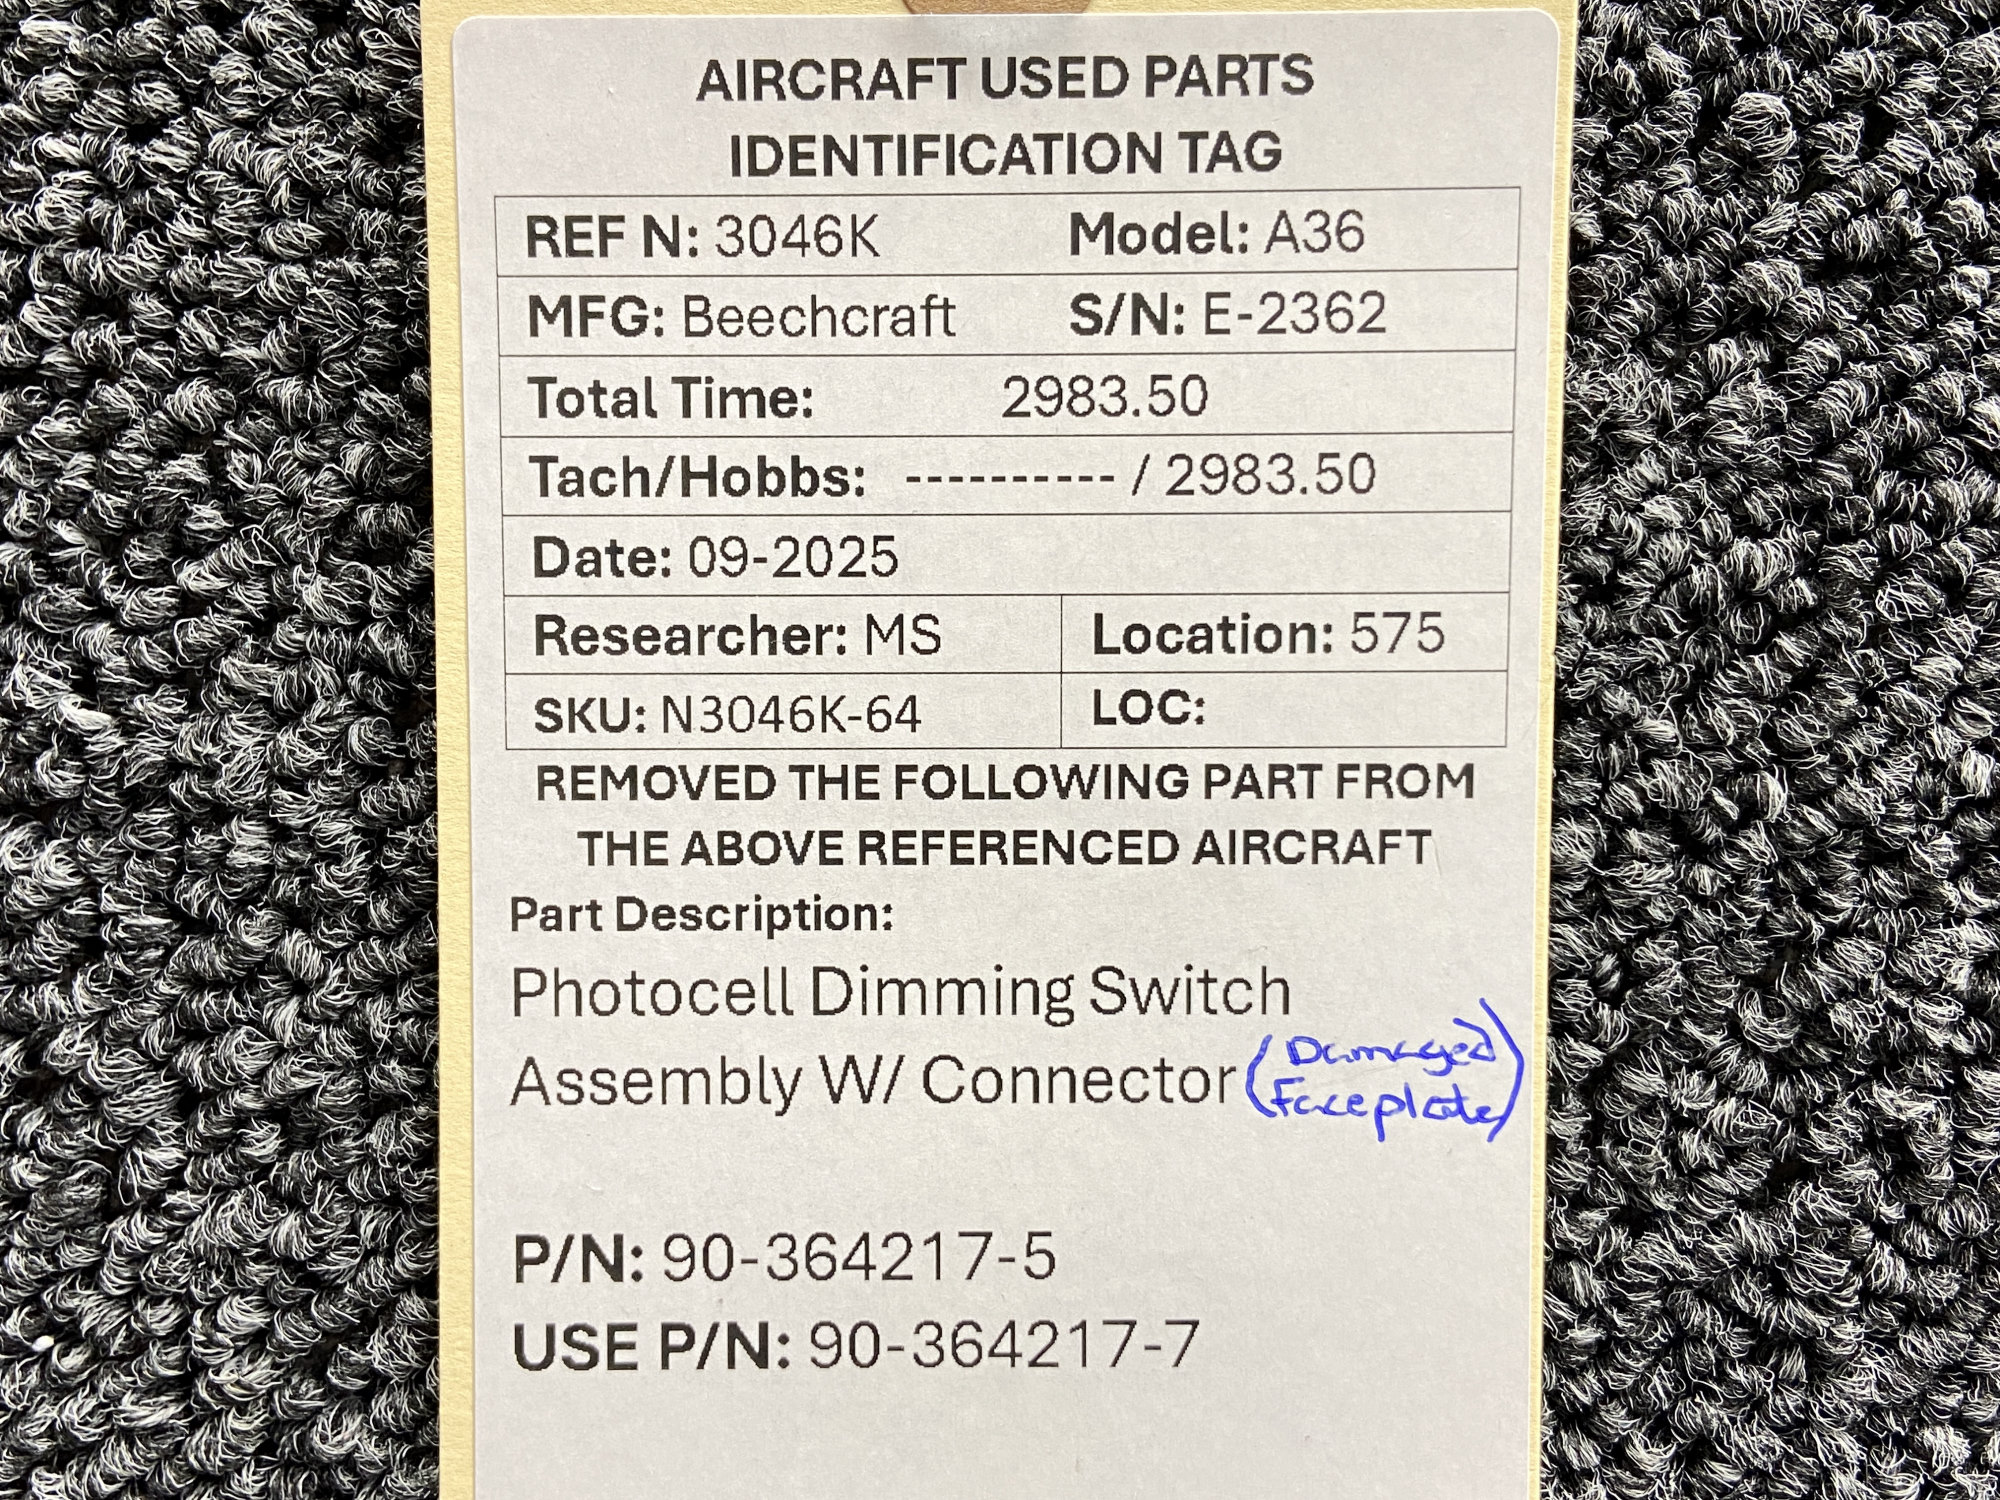 AIRCRAFT USED PARTS
IDENTIFICATION TAG
REF N: 3046K Model: A36
MFG: Beechcraft S/N: E-2362
Total Time: 2983.50
Tach/Hobbs: ---------- / 2983.50
Date: 09-2025
Researcher: MS Location: 575
SKU: N3046K-64 LOC:
REMOVED THE FOLLOWING PART FROM
THE ABOVE REFERENCED AIRCRAFT
Part Description:
Photocell Dimming Switch
Assembly W/ Connector (Damaged
Faceplate)
P/N: 90-364217-5
USE P/N: 90-364217-7